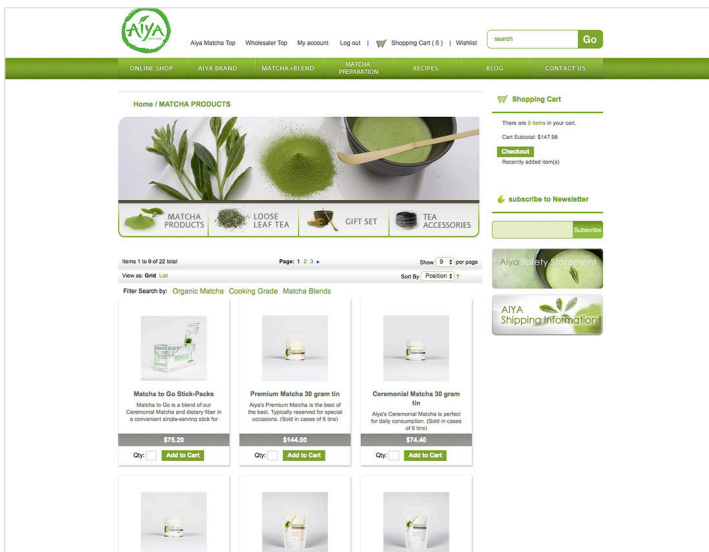 AIYA
Aiya Matcha Top Wholesaler Top My account Log out | Shopping Cart ( 5 ) | Wishlist
search Go
ONLINE SHOP AIYA BRAND MATCHA+BLEND MATCHA PREPARATION RECIPES BLOG CONTACT US
Home / MATCHA PRODUCTS
MATCHA PRODUCTS
LOOSE LEAF TEA
GIFT SET
TEA ACCESSORIES
Items 1 to 9 of 22 total Page: 1 2 3 Show 9 per page
View as: Grid List Sort By Position
Filter Search by: Organic Matcha Cooking Grade Matcha Blends
Matcha to Go Stick-Packs
Matcha to Go is a blend of our
Ceremonial Matcha and dietary fiber in
a convenient single-serving stick for
$75.20
Qty: Add to Cart
Premium Matcha 30 gram tin
Aiya's Premium Matcha is the best of
the best. Typically reserved for special
occasions. (Sold in cases of 6 tins)
$144.00
Qty: Add to Cart
Ceremonial Matcha 30 gram
tin
Aiya's Ceremonial Matcha is perfect
for daily consumption. (Sold in cases
of 6 tins)
$74.40
Qty: Add to Cart
Shopping Cart
There are 5 items in your cart.
Cart Subtotal: $147.98
Checkout
Recently added item(s)
subscribe to Newsletter
Subscribe
Aiya Safety Statement
AIYA
Shipping Information